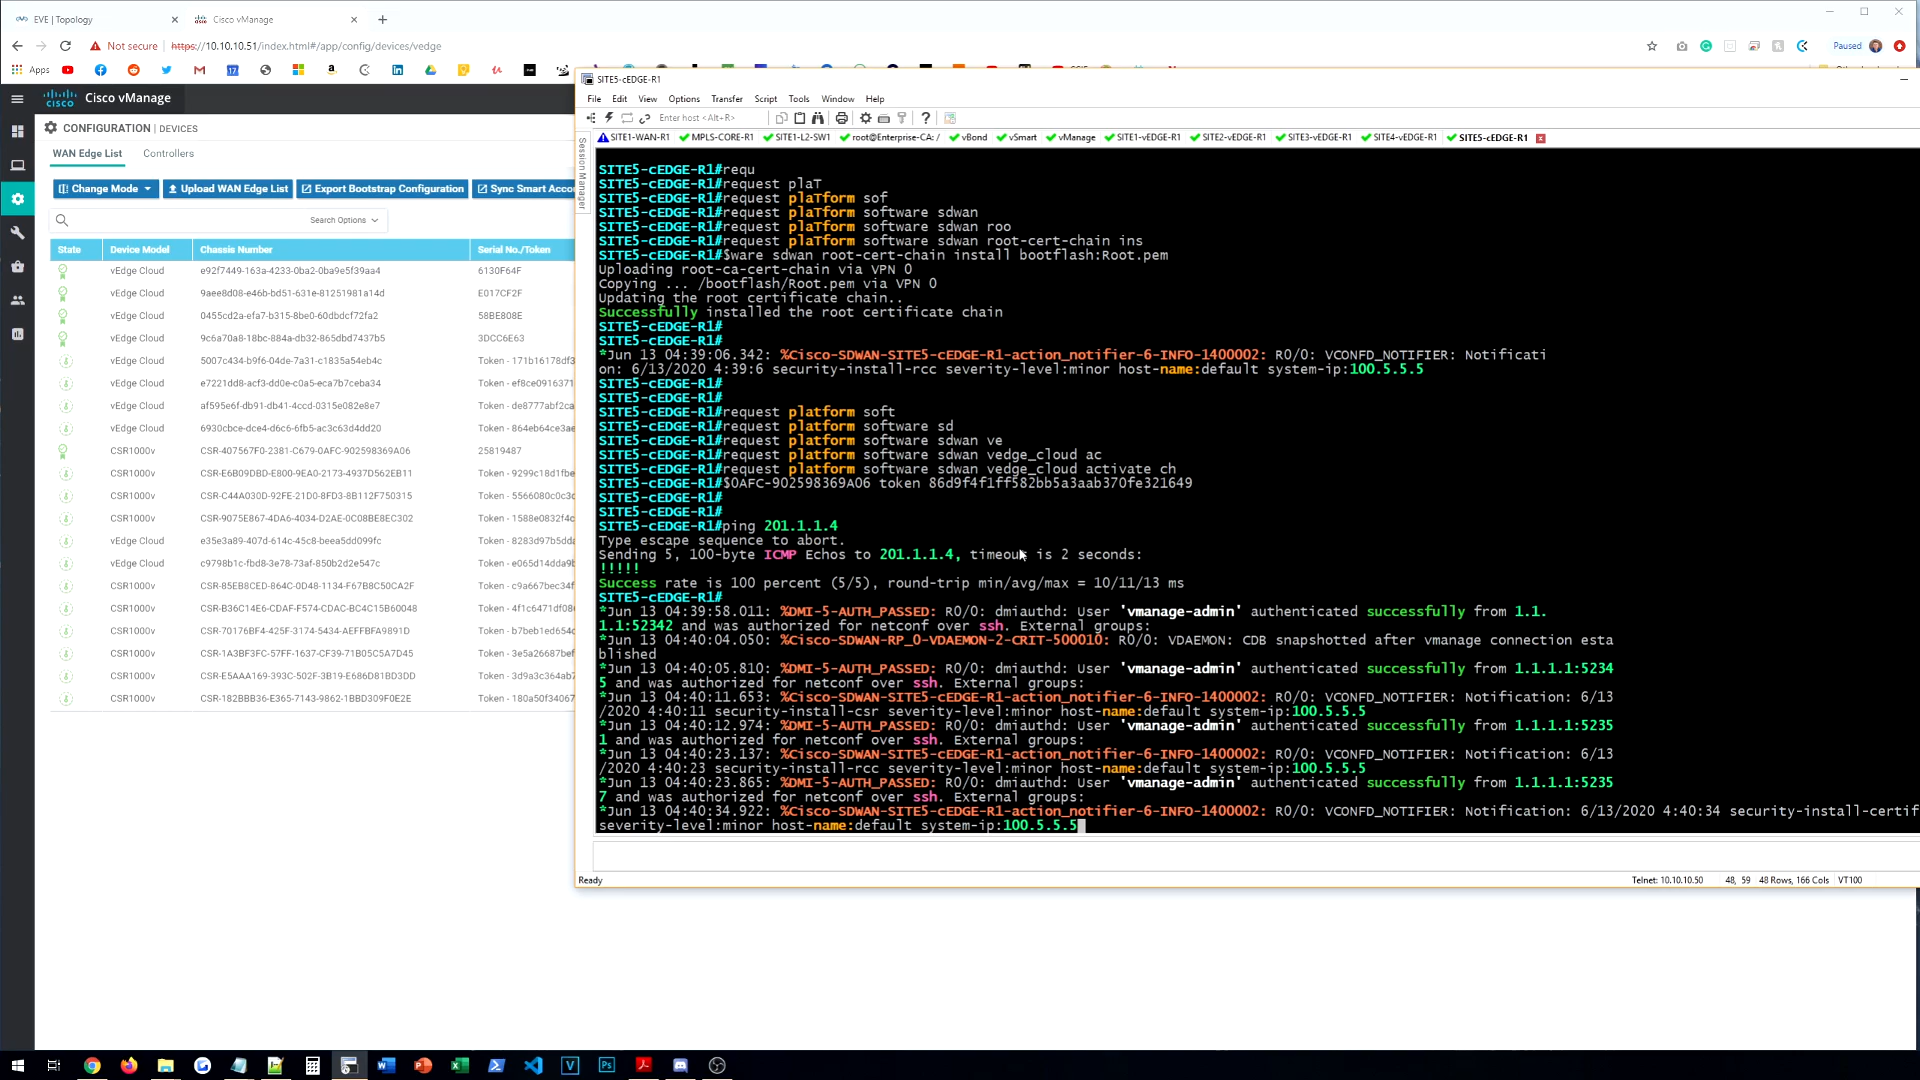 EVE | Topology
Cisco vManage
Not secure
https://10.10.10.51/index.html#/app/config/devices/vedge
Paused
Apps
Cisco vManage
CONFIGURATION | DEVICES
WAN Edge List
Controllers
Change Mode
Upload WAN Edge List
Export Bootstrap Configuration
Sync Smart Acco
Search Options
State
Device Model
Chassis Number
Serial No./Token
vEdge Cloud e92f7449-163a-4233-0ba2-0ba9e5f39aa4 6130F64F
vEdge Cloud 9aee8d08-e46b-bd51-631e-81251981a14d E017CF2F
vEdge Cloud 0455cd2a-efa7-b315-8be0-60dbdcf72fa2 58BE808E
vEdge Cloud 9c6a70a8-18bc-884a-db32-865dbd7437b5 3DCC6E63
vEdge Cloud 5007c434-b9f6-04de-7a31-c1835a54eb4c Token - 171b16178df3
vEdge Cloud e7221dd8-acf3-dd0e-c0a5-eca7b7ceba34 Token - ef8ce0916371
vEdge Cloud af595e6f-db91-db41-4ccd-0315e082e8e7 Token - de8777abf2ca
vEdge Cloud 6930cbce-dce4-d6c6-6fb5-ac3c63d4dd20 Token - 864eb64ce3ae
CSR1000v CSR-407567F0-2381-C679-0AFC-902598369A06 25819487
CSR1000v CSR-E6B09DBD-E800-9EA0-2173-4937D562EB11 Token - 9299c18d1fbe
CSR1000v CSR-C44A030D-92FE-21D0-8FD3-8B112F750315 Token - 5566080c0c3c
CSR1000v CSR-9075E867-4DA6-4034-D2AE-0C08BE8EC302 Token - 1588e0832f4c
vEdge Cloud e35e3a89-407d-614c-45c8-beea5dd099fc Token - 8283d97b5dda
vEdge Cloud c9798b1c-fbd8-3e78-73af-850b2d2e547c Token - e065d14dda9b
CSR1000v CSR-85EB8CED-864C-0D48-1134-F67B8C50CA2F Token - c9a667bec34f
CSR1000v CSR-B36C14E6-CDAF-F574-CDAC-BC4C15B60048 Token - 4f1c6471df08
CSR1000v CSR-70176BF4-425F-3174-5434-AEFFBFA9891D Token - b7beb1ed654c
CSR1000v CSR-1A3BF3FC-57FF-1637-CF39-71B05C5A7D45 Token - 3e5a26687bef
CSR1000v CSR-E5AAA169-393C-502F-3B19-E686D81BD3DD Token - 3d9a3c364ab7
CSR1000v CSR-182BBB36-E365-7143-9862-1BBD309F0E2E Token - 180a50f34067
SITE5-cEDGE-R1
File Edit View Options Transfer Script Tools Window Help
Enter host <Alt+R>
Session Manager
SITE1-WAN-R1 MPLS-CORE-R1 SITE1-L2-SW1 root@Enterprise-CA: / vBond vSmart vManage SITE1-vEDGE-R1 SITE2-vEDGE-R1 SITE3-vEDGE-R1 SITE4-vEDGE-R1 SITE5-cEDGE-R1
SITE5-cEDGE-R1#requ
SITE5-cEDGE-R1#request plaT
SITE5-cEDGE-R1#request plaTform sof
SITE5-cEDGE-R1#request plaTform software sdwan
SITE5-cEDGE-R1#request plaTform software sdwan roo
SITE5-cEDGE-R1#request plaTform software sdwan root-cert-chain ins
SITE5-cEDGE-R1#$ware sdwan root-cert-chain install bootflash:Root.pem
Uploading root-ca-cert-chain via VPN 0
Copying ... /bootflash/Root.pem via VPN 0
Updating the root certificate chain..
Successfully installed the root certificate chain
SITE5-cEDGE-R1#
SITE5-cEDGE-R1#
*Jun 13 04:39:06.342: %Cisco-SDWAN-SITE5-cEDGE-R1-action_notifier-6-INFO-1400002: R0/0: VCONFD_NOTIFIER: Notificati
on: 6/13/2020 4:39:6 security-install-rcc severity-level:minor host-name:default system-ip:100.5.5.5
SITE5-cEDGE-R1#
SITE5-cEDGE-R1#
SITE5-cEDGE-R1#request platform soft
SITE5-cEDGE-R1#request platform software sd
SITE5-cEDGE-R1#request platform software sdwan ve
SITE5-cEDGE-R1#request platform software sdwan vedge_cloud ac
SITE5-cEDGE-R1#request platform software sdwan vedge_cloud activate ch
SITE5-cEDGE-R1#$0AFC-902598369A06 token 86d9f4f1ff582bb5a3aab370fe321649
SITE5-cEDGE-R1#
SITE5-cEDGE-R1#
SITE5-cEDGE-R1#ping 201.1.1.4
Type escape sequence to abort.
Sending 5, 100-byte ICMP Echos to 201.1.1.4, timeout is 2 seconds:
!!!!!
Success rate is 100 percent (5/5), round-trip min/avg/max = 10/11/13 ms
SITE5-cEDGE-R1#
*Jun 13 04:39:58.011: %DMI-5-AUTH_PASSED: R0/0: dmiauthd: User 'vmanage-admin' authenticated successfully from 1.1.
1.1:52342 and was authorized for netconf over ssh. External groups:
*Jun 13 04:40:04.050: %Cisco-SDWAN-RP_0-VDAEMON-2-CRIT-500010: R0/0: VDAEMON: CDB snapshotted after vmanage connection esta
blished
*Jun 13 04:40:05.810: %DMI-5-AUTH_PASSED: R0/0: dmiauthd: User 'vmanage-admin' authenticated successfully from 1.1.1.1:5234
5 and was authorized for netconf over ssh. External groups:
*Jun 13 04:40:11.653: %Cisco-SDWAN-SITE5-cEDGE-R1-action_notifier-6-INFO-1400002: R0/0: VCONFD_NOTIFIER: Notification: 6/13
/2020 4:40:11 security-install-csr severity-level:minor host-name:default system-ip:100.5.5.5
*Jun 13 04:40:12.974: %DMI-5-AUTH_PASSED: R0/0: dmiauthd: User 'vmanage-admin' authenticated successfully from 1.1.1.1:5235
1 and was authorized for netconf over ssh. External groups:
*Jun 13 04:40:23.137: %Cisco-SDWAN-SITE5-cEDGE-R1-action_notifier-6-INFO-1400002: R0/0: VCONFD_NOTIFIER: Notification: 6/13
/2020 4:40:23 security-install-rcc severity-level:minor host-name:default system-ip:100.5.5.5
*Jun 13 04:40:23.865: %DMI-5-AUTH_PASSED: R0/0: dmiauthd: User 'vmanage-admin' authenticated successfully from 1.1.1.1:5235
7 and was authorized for netconf over ssh. External groups:
*Jun 13 04:40:34.922: %Cisco-SDWAN-SITE5-cEDGE-R1-action_notifier-6-INFO-1400002: R0/0: VCONFD_NOTIFIER: Notification: 6/13/2020 4:40:34 security-install-certif
severity-level:minor host-name:default system-ip:100.5.5.5
Ready
Telnet: 10.10.10.50 48, 59 48 Rows, 166 Cols VT100